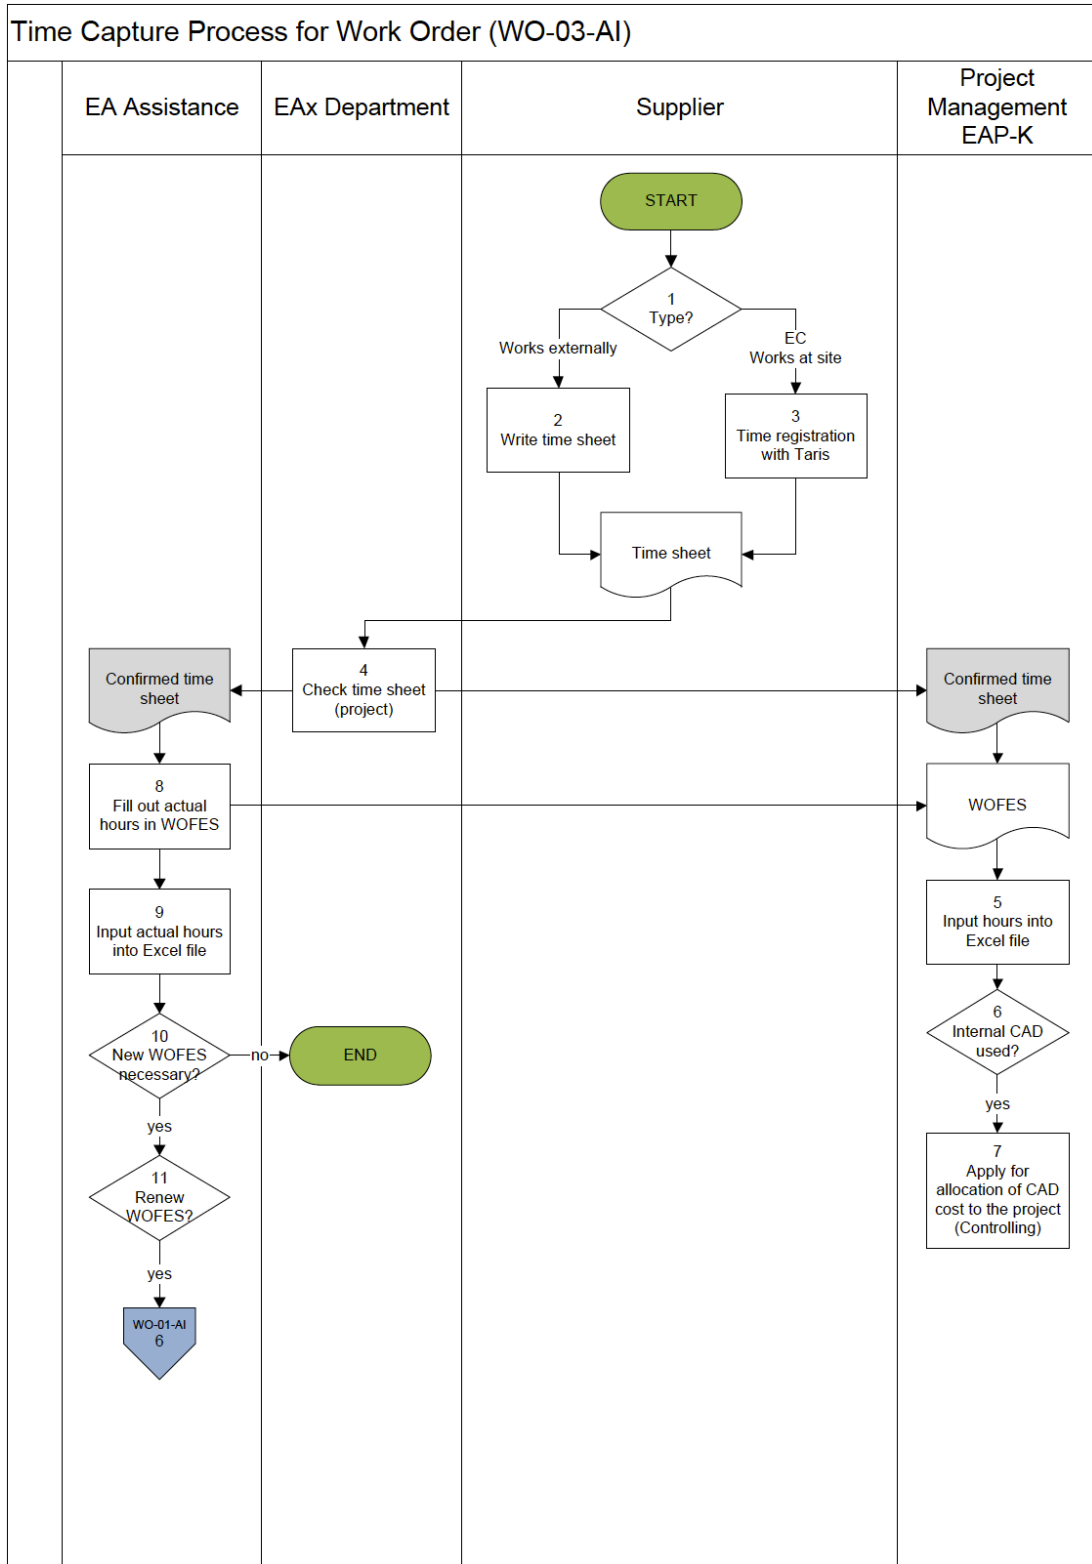 Time Capture Process for Work Order (WO-03-AI)
EA Assistance
EAx Department
Supplier
Project
Management
EAP-K
START
1
Type?
Works externally
EC
Works at site
2
Write time sheet
3
Time registration
with Taris
Time sheet
Confirmed time
sheet
4
Check time sheet
(project)
Confirmed time
sheet
8
Fill out actual
hours in WOFES
WOFES
9
Input actual hours
into Excel file
5
Input hours into
Excel file
10
New WOFES
necessary?
no
END
6
Internal CAD
used?
yes
yes
11
Renew
WOFES?
7
Apply for
allocation of CAD
cost to the project
(Controlling)
yes
WO-01-AI
6